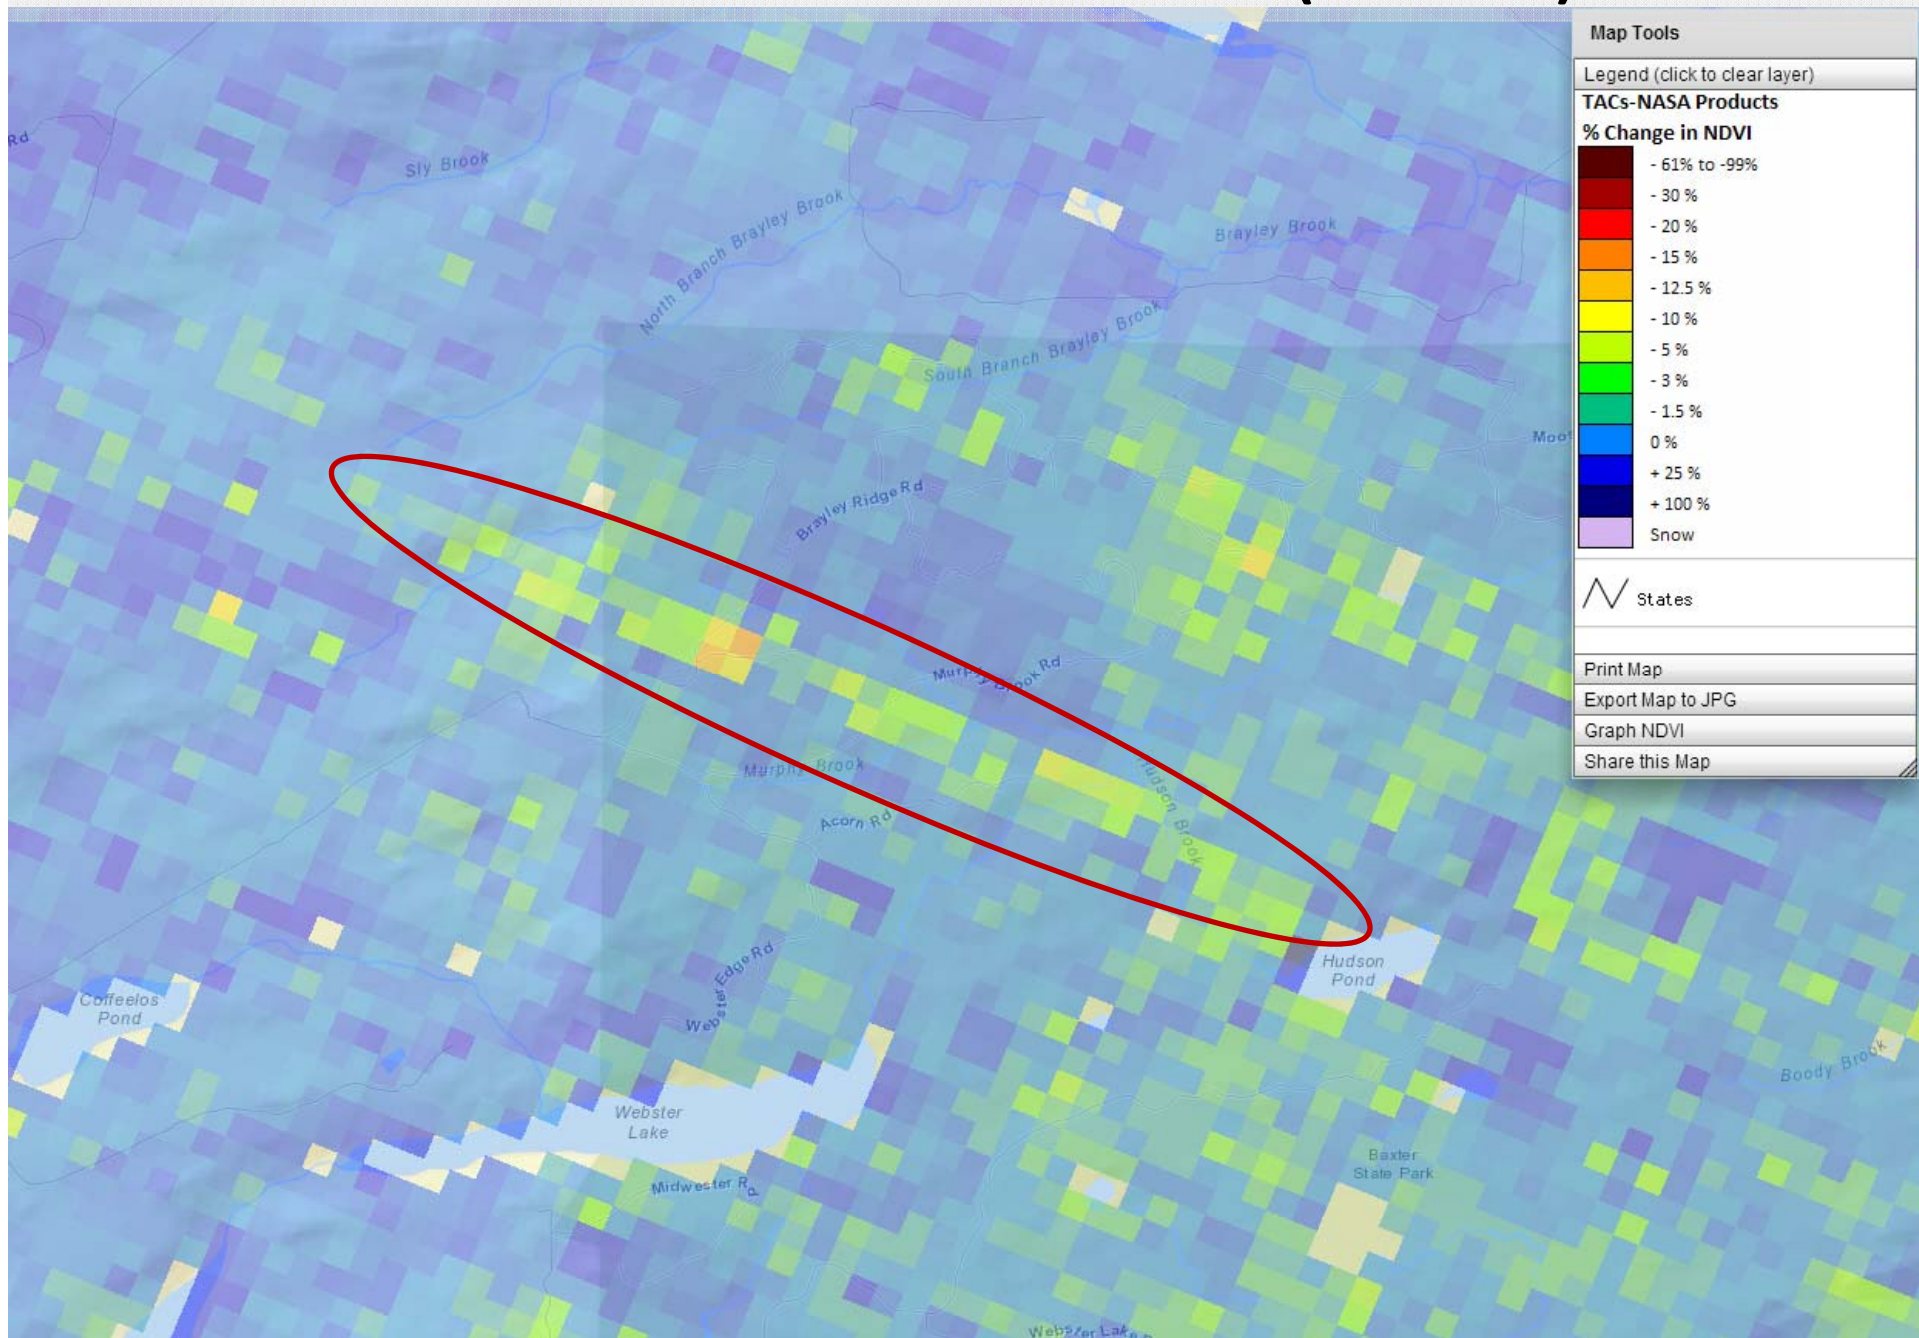 Map Tools
Legend (click to clear layer)
TACs-NASA Products
% Change in NDVI
- 61% to -99%
- 30 %
- 20 %
- 15 %
- 12.5 %
- 10 %
- 5 %
- 3 %
- 1.5 %
0 %
+ 25 %
+ 100 %
Snow
States
Print Map
Export Map to JPG
Graph NDVI
Share this Map
Rd
Sly Brook
North Branch Brayley Brook
Brayley Brook
South Branch Brayley Brook
Brayley Ridge Rd
Murphy Brook Rd
Murphy Brook
Hudson Brook
Acorn Rd
Webster Edge Rd
Hudson
Pond
Coffeelos
Pond
Boody Brook
Webster
Lake
Baxter
State Park
Midwester Rd
Webster Lake